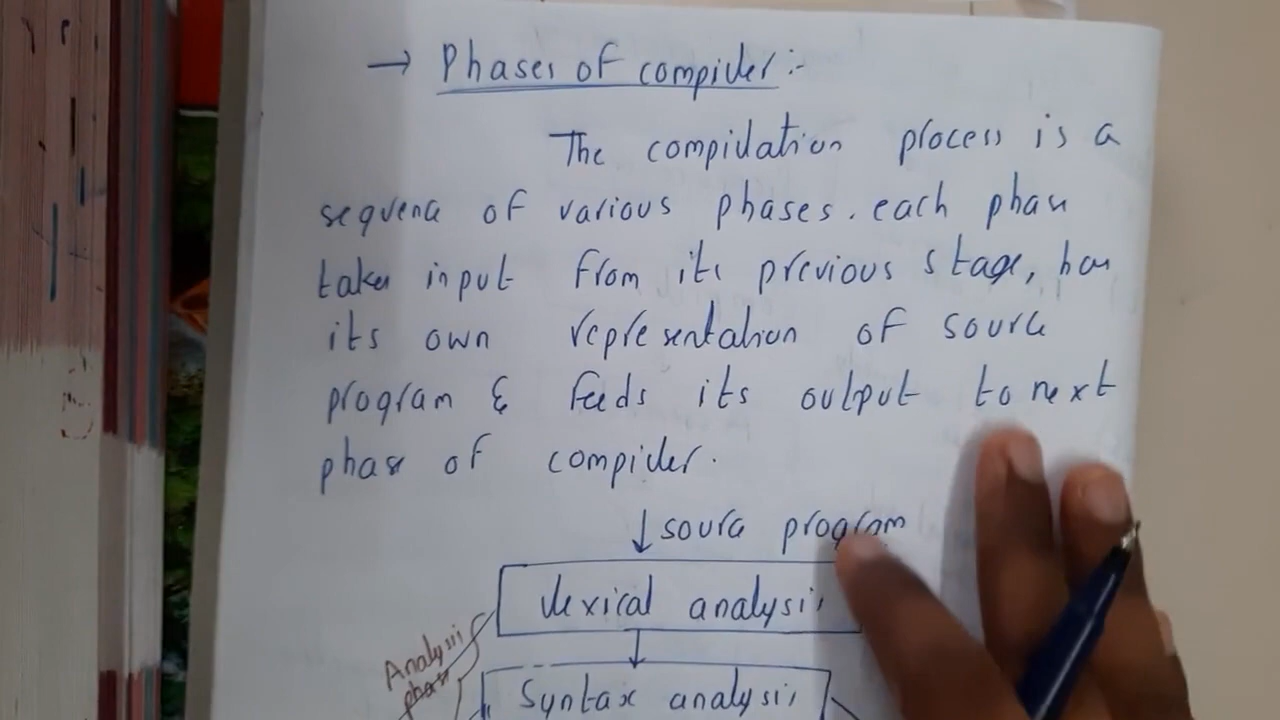 → Phases of compiler :-
The compilation process is a
sequence of various phases. each phase
takes input from its previous stage, has
its own representation of source
program & feeds its output to next
phase of compiler.
↓ source program
Lexical analysis
Analysis
phase
Syntax analysis